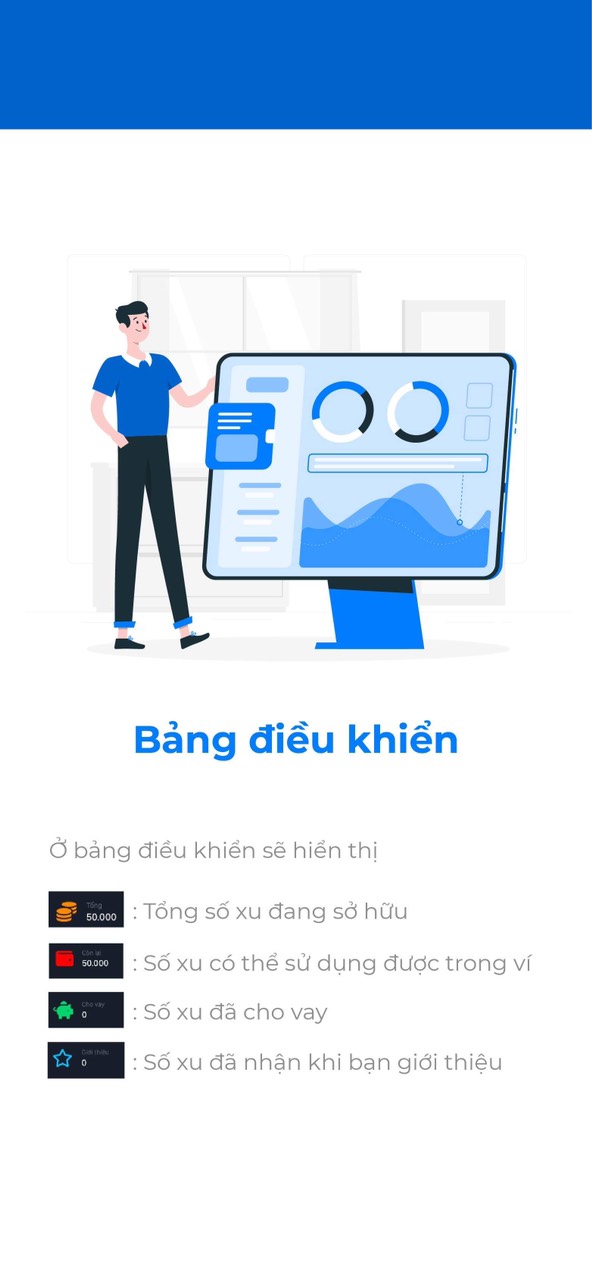 Bảng điều khiển
Ở bảng điều khiển sẽ hiển thị
Tổng
50.000
: Tổng số xu đang sở hữu
Còn lại
50.000
: Số xu có thể sử dụng được trong ví
Cho vay
0
: Số xu đã cho vay
Giới thiệu
0
: Số xu đã nhận khi bạn giới thiệu